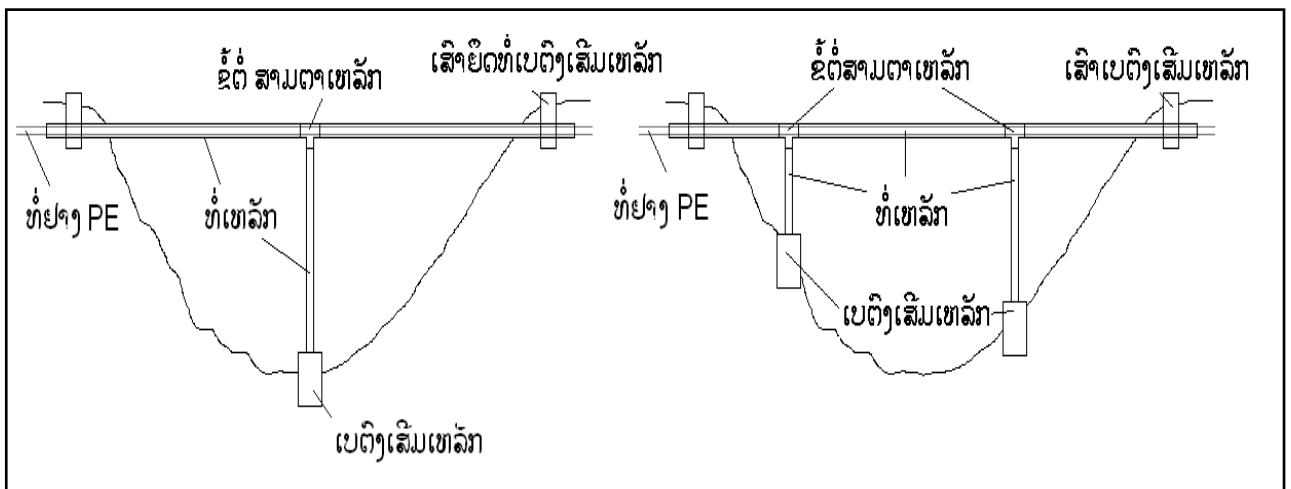 ຂໍ້ຕໍ່ ສາມຕາເຫລັກ
ເສົາຍຶດທໍ່ເບຕົງເສີມເຫລັກ
ທໍ່ຢາງ PE
ທໍ່ເຫລັກ
ເບຕົງເສີມເຫລັກ
ຂໍ້ຕໍ່ສາມຕາເຫລັກ
ເສົາເບຕົງເສີມເຫລັກ
ທໍ່ຢາງ PE
ທໍ່ເຫລັກ
ເບຕົງເສີມເຫລັກ